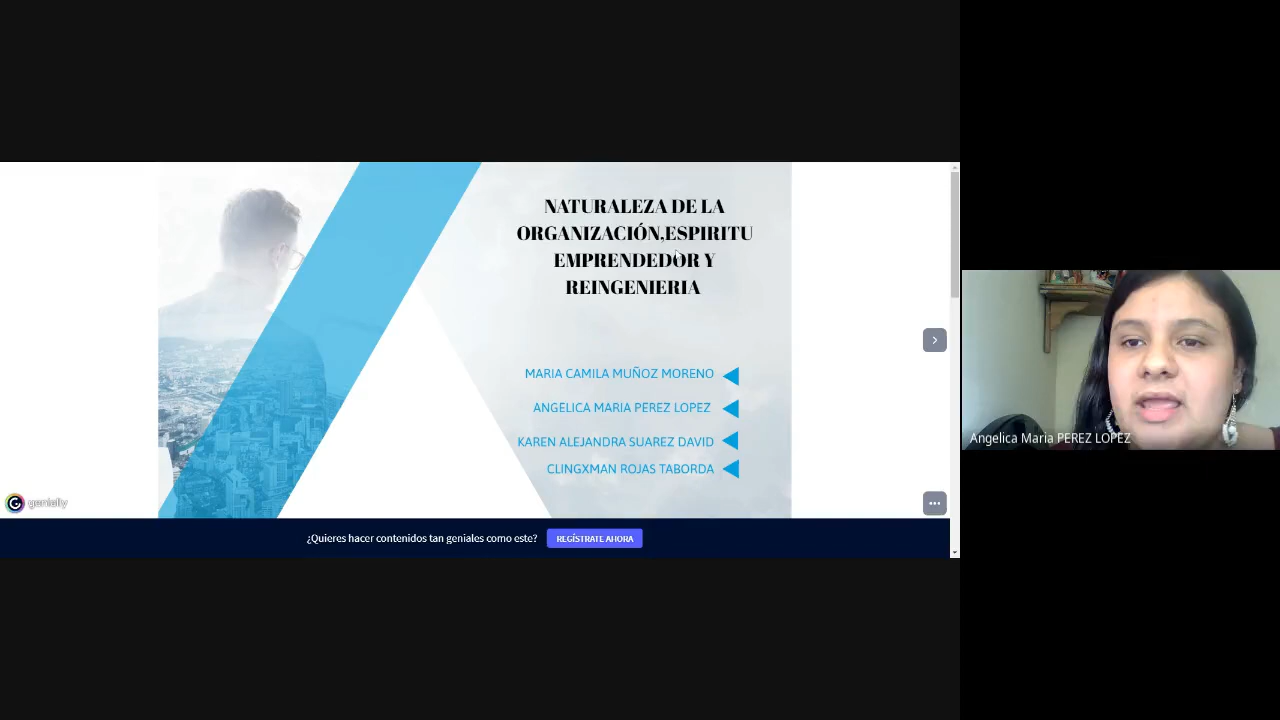 NATURALEZA DE LA
ORGANIZACIÓN,ESPIRITU
EMPRENDEDOR Y
REINGENIERIA
MARIA CAMILA MUÑOZ MORENO
ANGELICA MARIA PEREZ LOPEZ
KAREN ALEJANDRA SUAREZ DAVID
CLINGXMAN ROJAS TABORDA
Angelica Maria PEREZ LOPEZ
genially
¿Quieres hacer contenidos tan geniales como este?
REGÍSTRATE AHORA